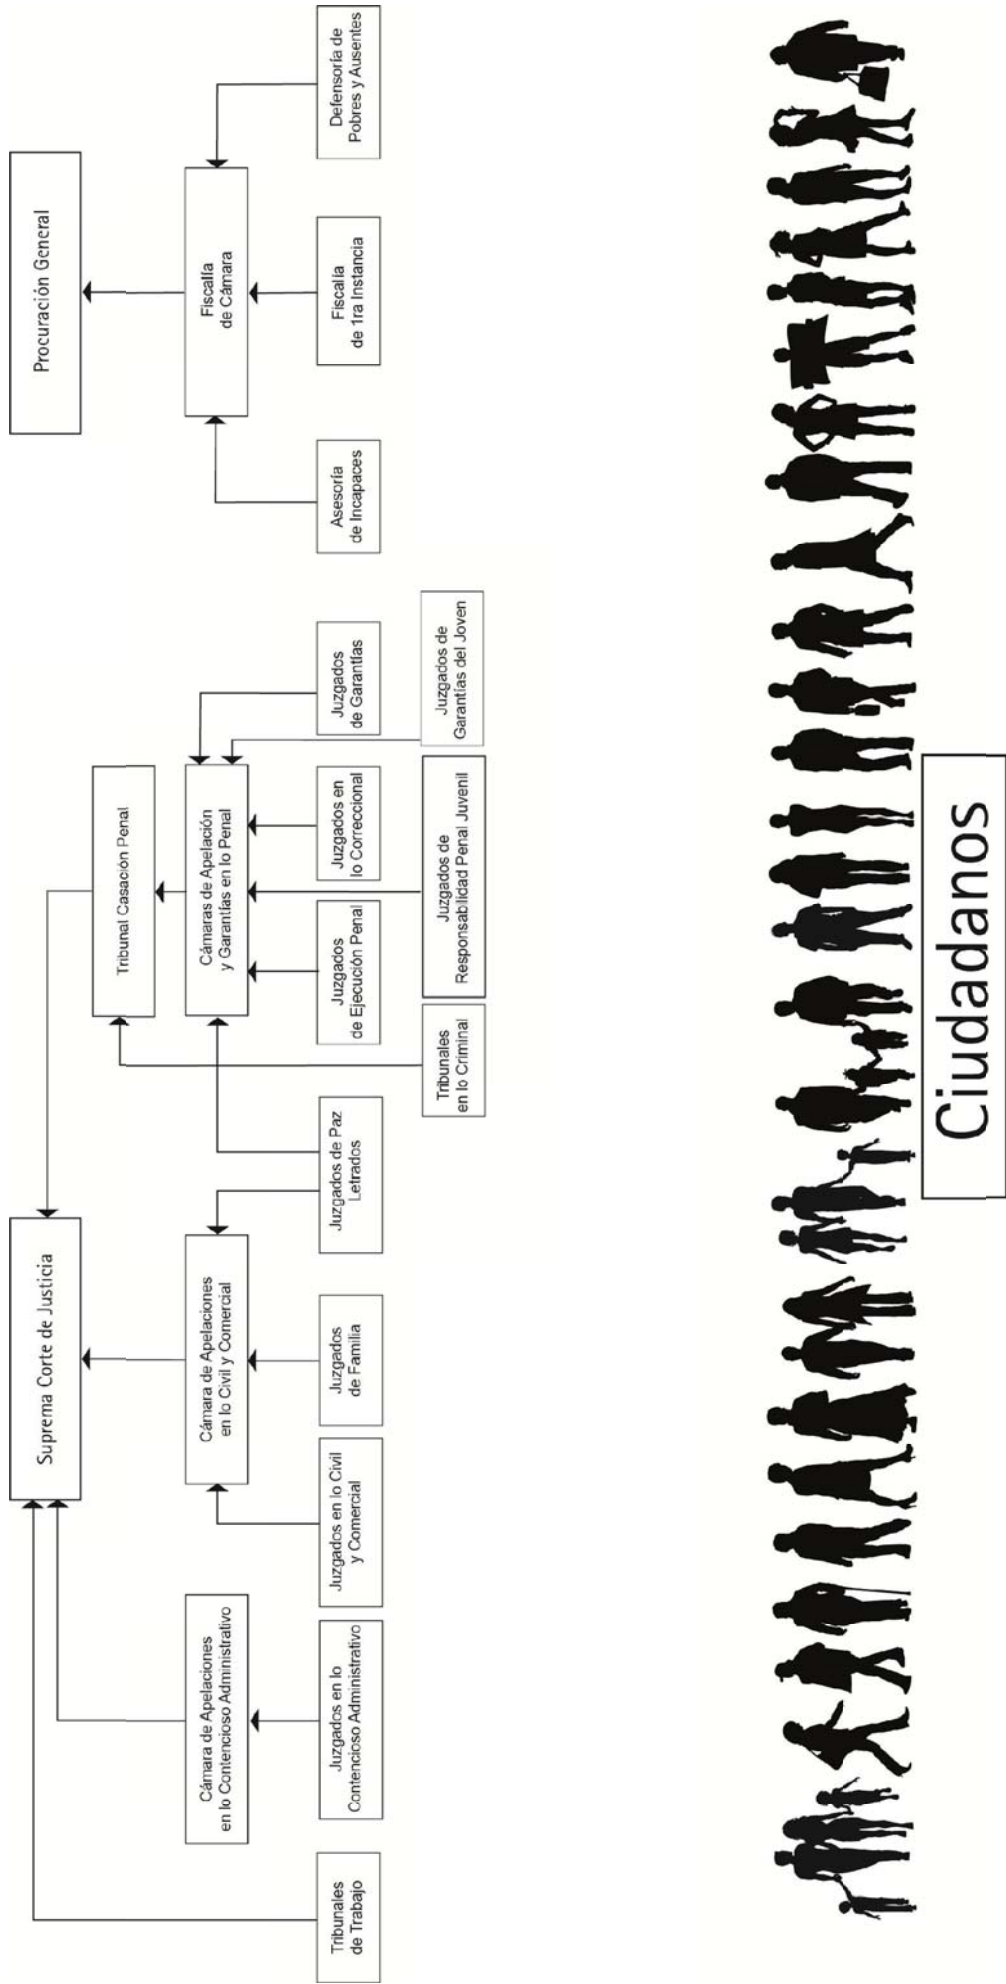 Suprema Corte de Justicia
Procuración General
Tribunal Casación Penal
Cámara de Apelaciones
en lo Contencioso Administrativo
Cámara de Apelaciones
en lo Civil y Comercial
Cámaras de Apelación
y Garantías en lo Penal
Fiscalía
de Cámara
Tribunales
de Trabajo
Juzgados en lo
Contencioso Administrativo
Juzgados en lo Civil
y Comercial
Juzgados
de Familia
Juzgados de Paz
Letrados
Juzgados
de Ejecución Penal
Juzgados en
lo Correccional
Juzgados
de Garantías
Asesoría
de Incapaces
Fiscalía
de 1ra Instancia
Defensoría de
Pobres y Ausentes
Tribunales
en lo Criminal
Juzgados de
Responsabilidad Penal Juvenil
Juzgados de
Garantías del Joven
Ciudadanos